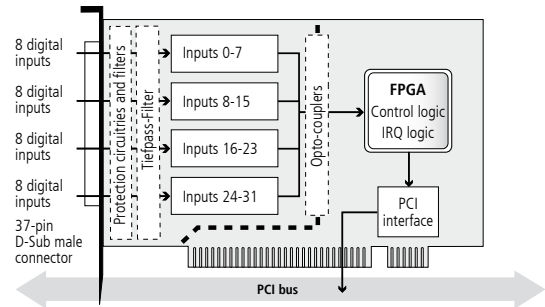 8 digital
inputs
8 digital
inputs
8 digital
inputs
8 digital
inputs
37-pin
D-Sub male
connector
Protection circuitries and filters
Tiefpass-Filter
Inputs 0-7
Inputs 8-15
Inputs 16-23
Inputs 24-31
Opto-couplers
FPGA
Control logic
IRQ logic
PCI
interface
PCI bus